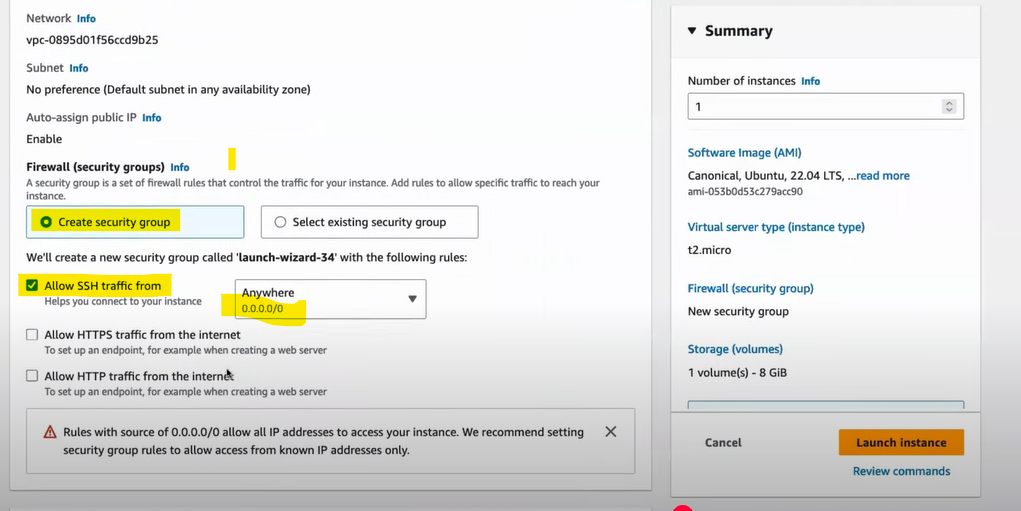 Network Info
vpc-0895d01f56ccd9b25
Subnet Info
No preference (Default subnet in any availability zone)
Auto-assign public IP Info
Enable
Firewall (security groups) Info
A security group is a set of firewall rules that control the traffic for your instance. Add rules to allow specific traffic to reach your
instance.
Create security group
Select existing security group
We'll create a new security group called 'launch-wizard-34' with the following rules:
Allow SSH traffic from
Helps you connect to your instance
Anywhere
0.0.0.0/0
Allow HTTPS traffic from the internet
To set up an endpoint, for example when creating a web server
Allow HTTP traffic from the internet
To set up an endpoint, for example when creating a web server
Rules with source of 0.0.0.0/0 allow all IP addresses to access your instance. We recommend setting
security group rules to allow access from known IP addresses only.
Summary
Number of instances Info
1
Software Image (AMI)
Canonical, Ubuntu, 22.04 LTS, ...read more
ami-053b0d53c279acc90
Virtual server type (instance type)
t2.micro
Firewall (security group)
New security group
Storage (volumes)
1 volume(s) - 8 GiB
Cancel
Launch instance
Review commands